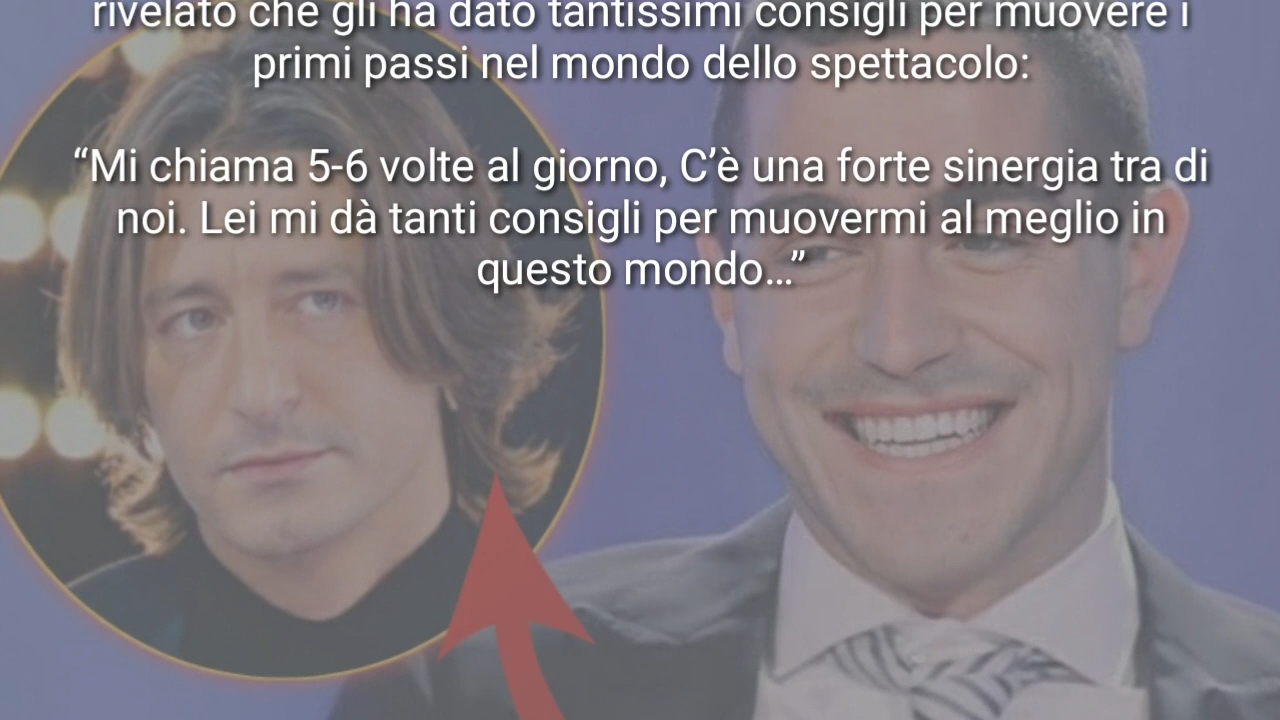 rivelato che gli ha dato tantissimi consigli per muovere i
primi passi nel mondo dello spettacolo:
“Mi chiama 5-6 volte al giorno, C’è una forte sinergia tra di
noi. Lei mi dà tanti consigli per muovermi al meglio in
questo mondo...”